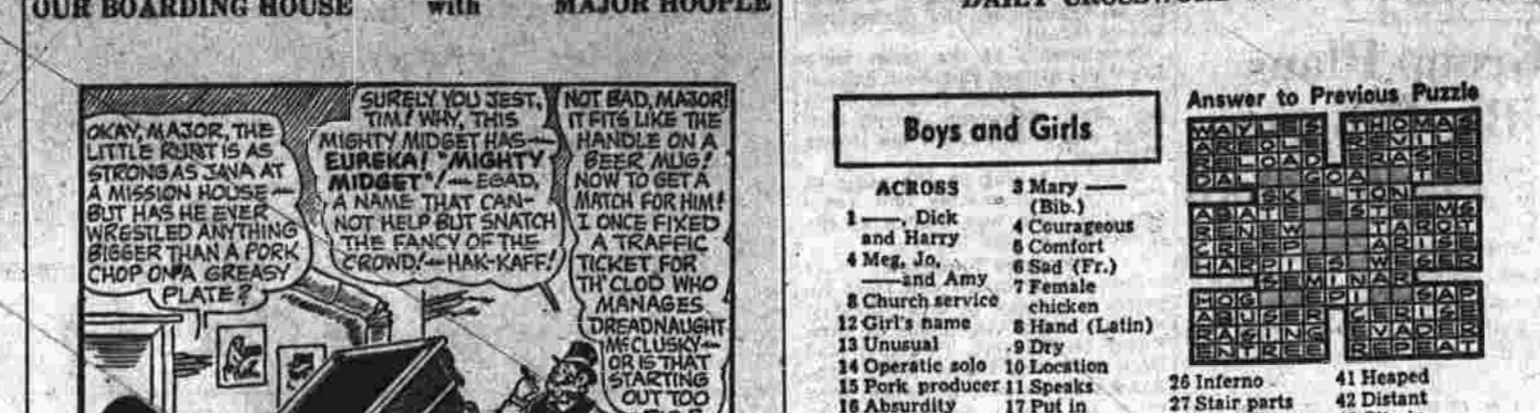 OUR BOARDING HOUSE with MAJOR HOOPLE
OKAY, MAJOR, THE
LITTLE RUNT IS AS
STRONG AS JAVA AT
A MISSION HOUSE—
BUT HAS HE EVER
WRESTLED ANYTHING
BIGGER THAN A PORK
CHOP ON A GREASY
PLATE?
SURELY YOU JEST,
TIM! WHY, THIS
MIGHTY MIDGET HAS—
EUREKA! "MIGHTY
MIDGET"!— EGAD,
A NAME THAT CAN-
NOT HELP BUT SNATCH
THE FANCY OF THE
CROWD!— HAK-KAFF!
NOT BAD, MAJOR!
IT FITS LIKE THE
HANDLE ON A
BEER MUG!
NOW TO GET A
MATCH FOR HIM!
I ONCE FIXED
A TRAFFIC
TICKET FOR
TH' CLOD WHO
MANAGES
DREADNAUGHT
McCLUSKY—
OR IS THAT
STARTING
OUT TOO
DAILY CROSSWORD
Boys and Girls
ACROSS
1 ——, Dick
and Harry
4 Meg, Jo,
—— and Amy
8 Church service
12 Girl's name
13 Unusual
14 Operatic solo
15 Pork producer
16 Absurdity
3 Mary ——
(Bib.)
4 Courageous
5 Comfort
6 Sad (Fr.)
7 Female
chicken
8 Hand (Latin)
9 Dry
10 Location
11 Speaks
17 Put in
Answer to Previous Puzzle
WAYLES THOMAS
AREOLE REVILE
RELOAD ERASER
DAL GOA TEE
SKELTON
ABATE ESTEEMS
RENEW TAROT
CREEP ARISE
HARPIES WESER
SEMINAR
MOG EPI SAP
ABUSER CERISE
RASING EVADER
ENTREE REPEAT
26 Inferno
27 Stair parts
41 Heaped
42 Distant